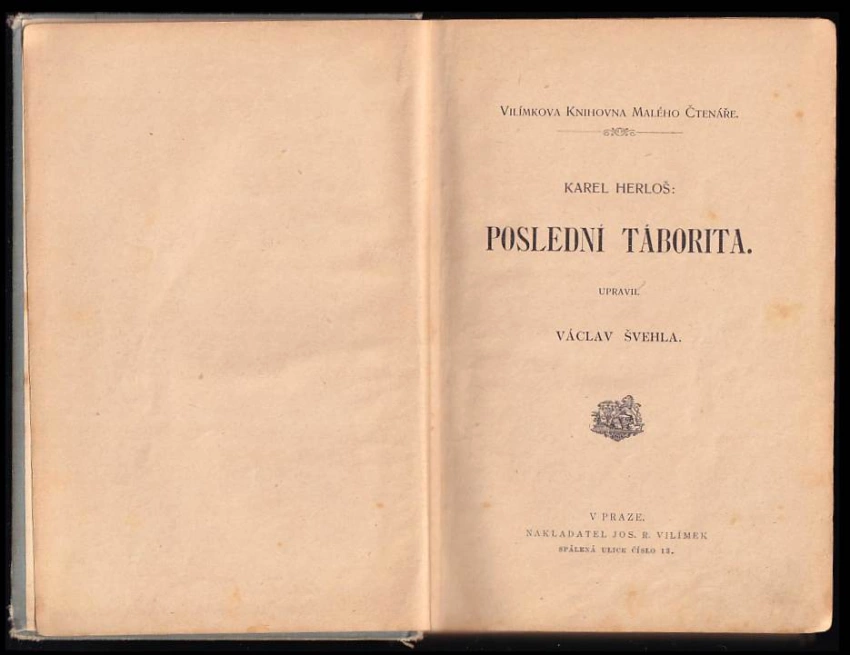 Vilímkova Knihovna Malého Čtenáře.
KAREL HERLOŠ:
POSLEDNÍ TÁBORITA.
UPRAVIL
VÁCLAV ŠVEHLA.
V PRAZE.
NAKLADATEL JOS. R. VILÍMEK
SPÁLENÁ ULICE ČÍSLO 13.